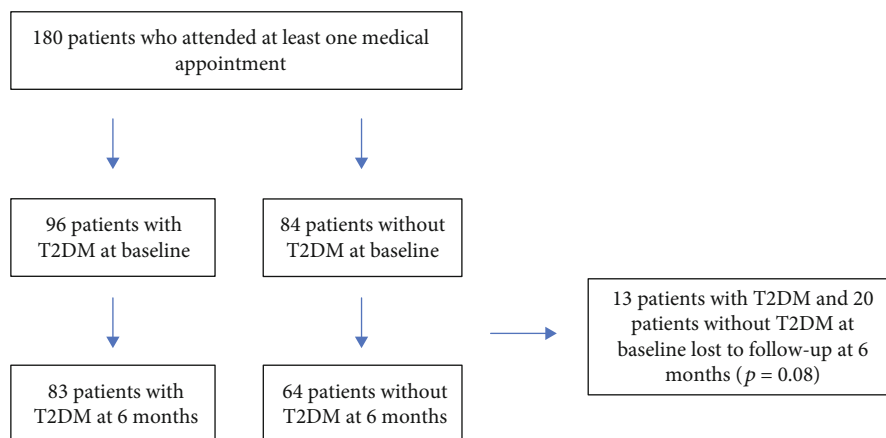 180 patients who attended at least one medical
appointment
96 patients with
T2DM at baseline
84 patients without
T2DM at baseline
13 patients with T2DM and 20
patients without T2DM at
baseline lost to follow-up at 6
months (p = 0.08)
83 patients with
T2DM at 6 months
64 patients without
T2DM at 6 months